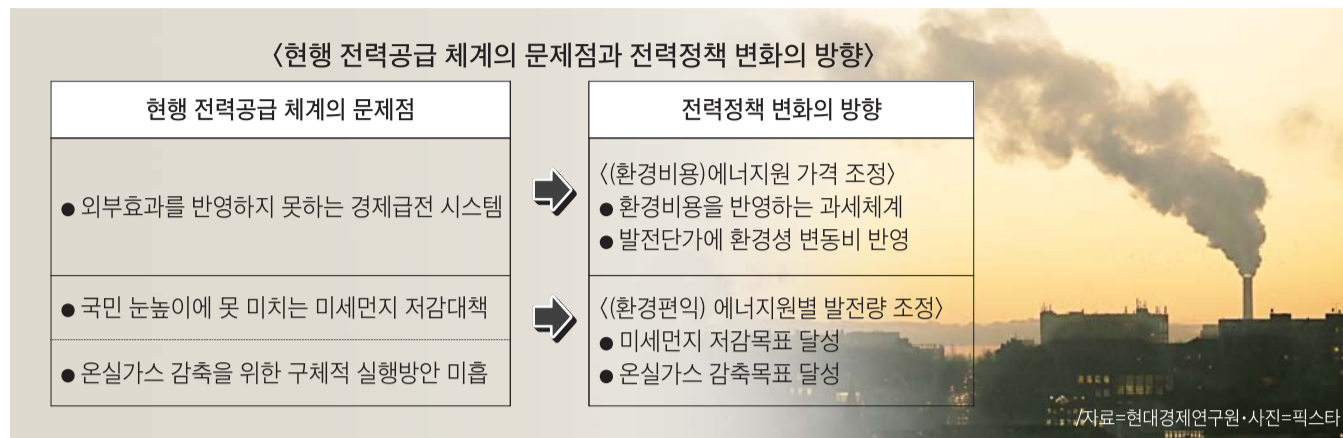 〈현행 전력공급 체계의 문제점과 전력정책 변화의 방향〉
현행 전력공급 체계의 문제점
● 외부효과를 반영하지 못하는 경제급전 시스템
● 국민 눈높이에 못 미치는 미세먼지 저감대책
● 온실가스 감축을 위한 구체적 실행방안 미흡
전력정책 변화의 방향
〈(환경비용)에너지원 가격 조정〉
● 환경비용을 반영하는 과세체계
● 발전단가에 환경셩 변동비 반영
〈(환경편익) 에너지원별 발전량 조정〉
● 미세먼지 저감목표 달성
● 온실가스 감축목표 달성
/자료=현대경제연구원·사진=픽스타